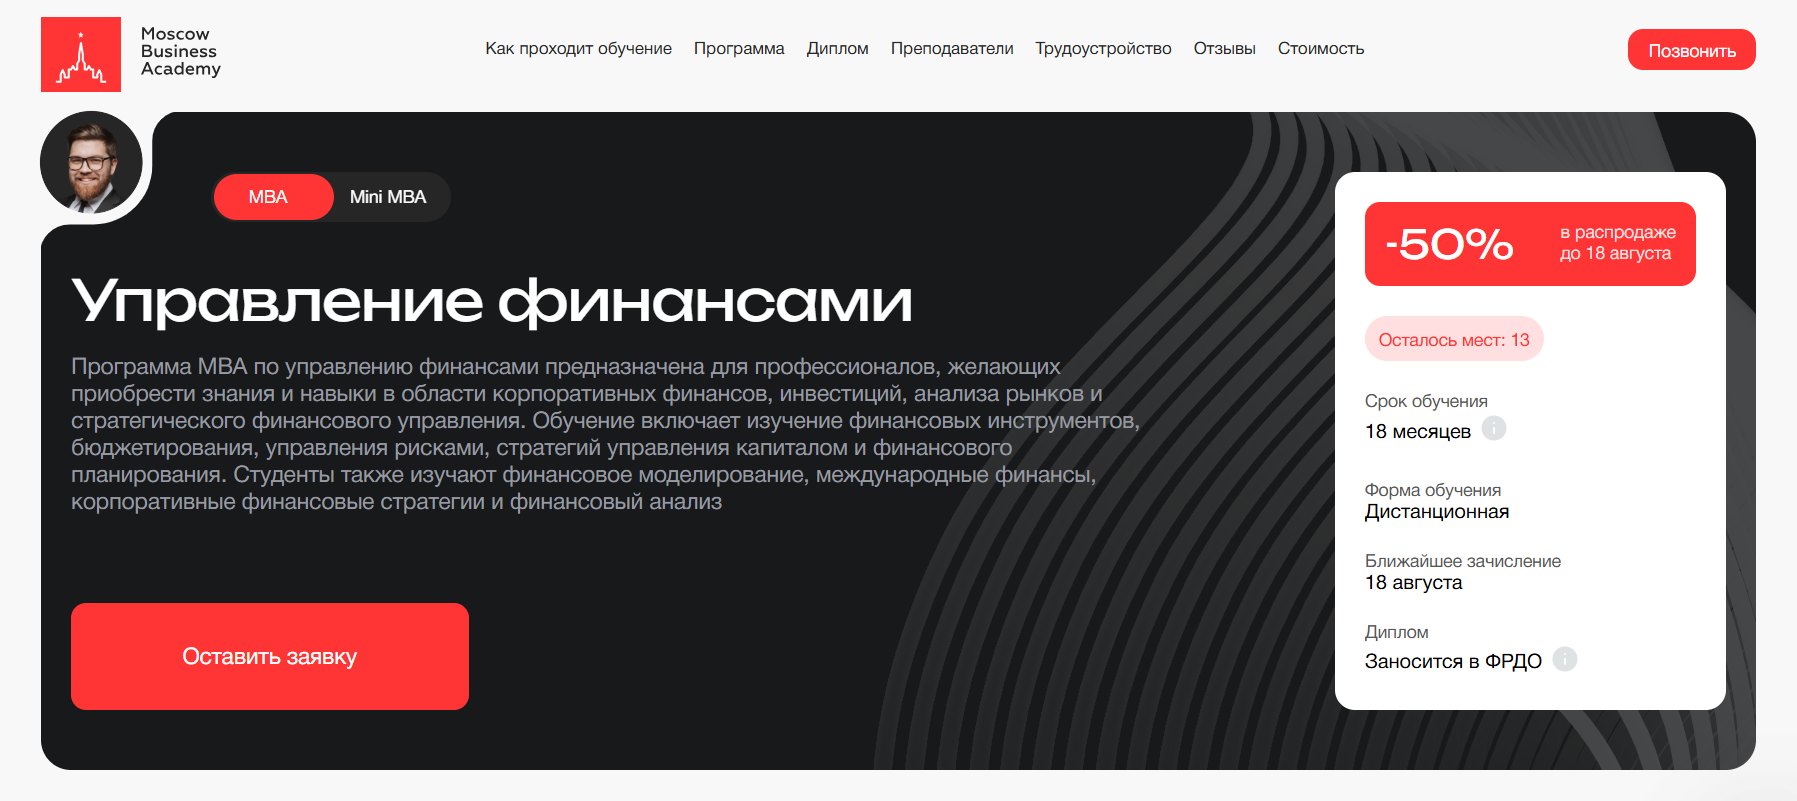 Moscow
Business
Academy
Как проходит обучение Программа Диплом Преподаватели Трудоустройство Отзывы Стоимость
Позвонить
MBA Mini MBA
Управление финансами
Программа MBA по управлению финансами предназначена для профессионалов, желающих
приобрести знания и навыки в области корпоративных финансов, инвестиций, анализа рынков и
стратегического финансового управления. Обучение включает изучение финансовых инструментов,
бюджетирования, управления рисками, стратегий управления капиталом и финансового
планирования. Студенты также изучают финансовое моделирование, международные финансы,
корпоративные финансовые стратегии и финансовый анализ
Оставить заявку
-50%
в распродаже
до 18 августа
Осталось мест: 13
Срок обучения
18 месяцев
Форма обучения
Дистанционная
Ближайшее зачисление
18 августа
Диплом
Заносится в ФРДО